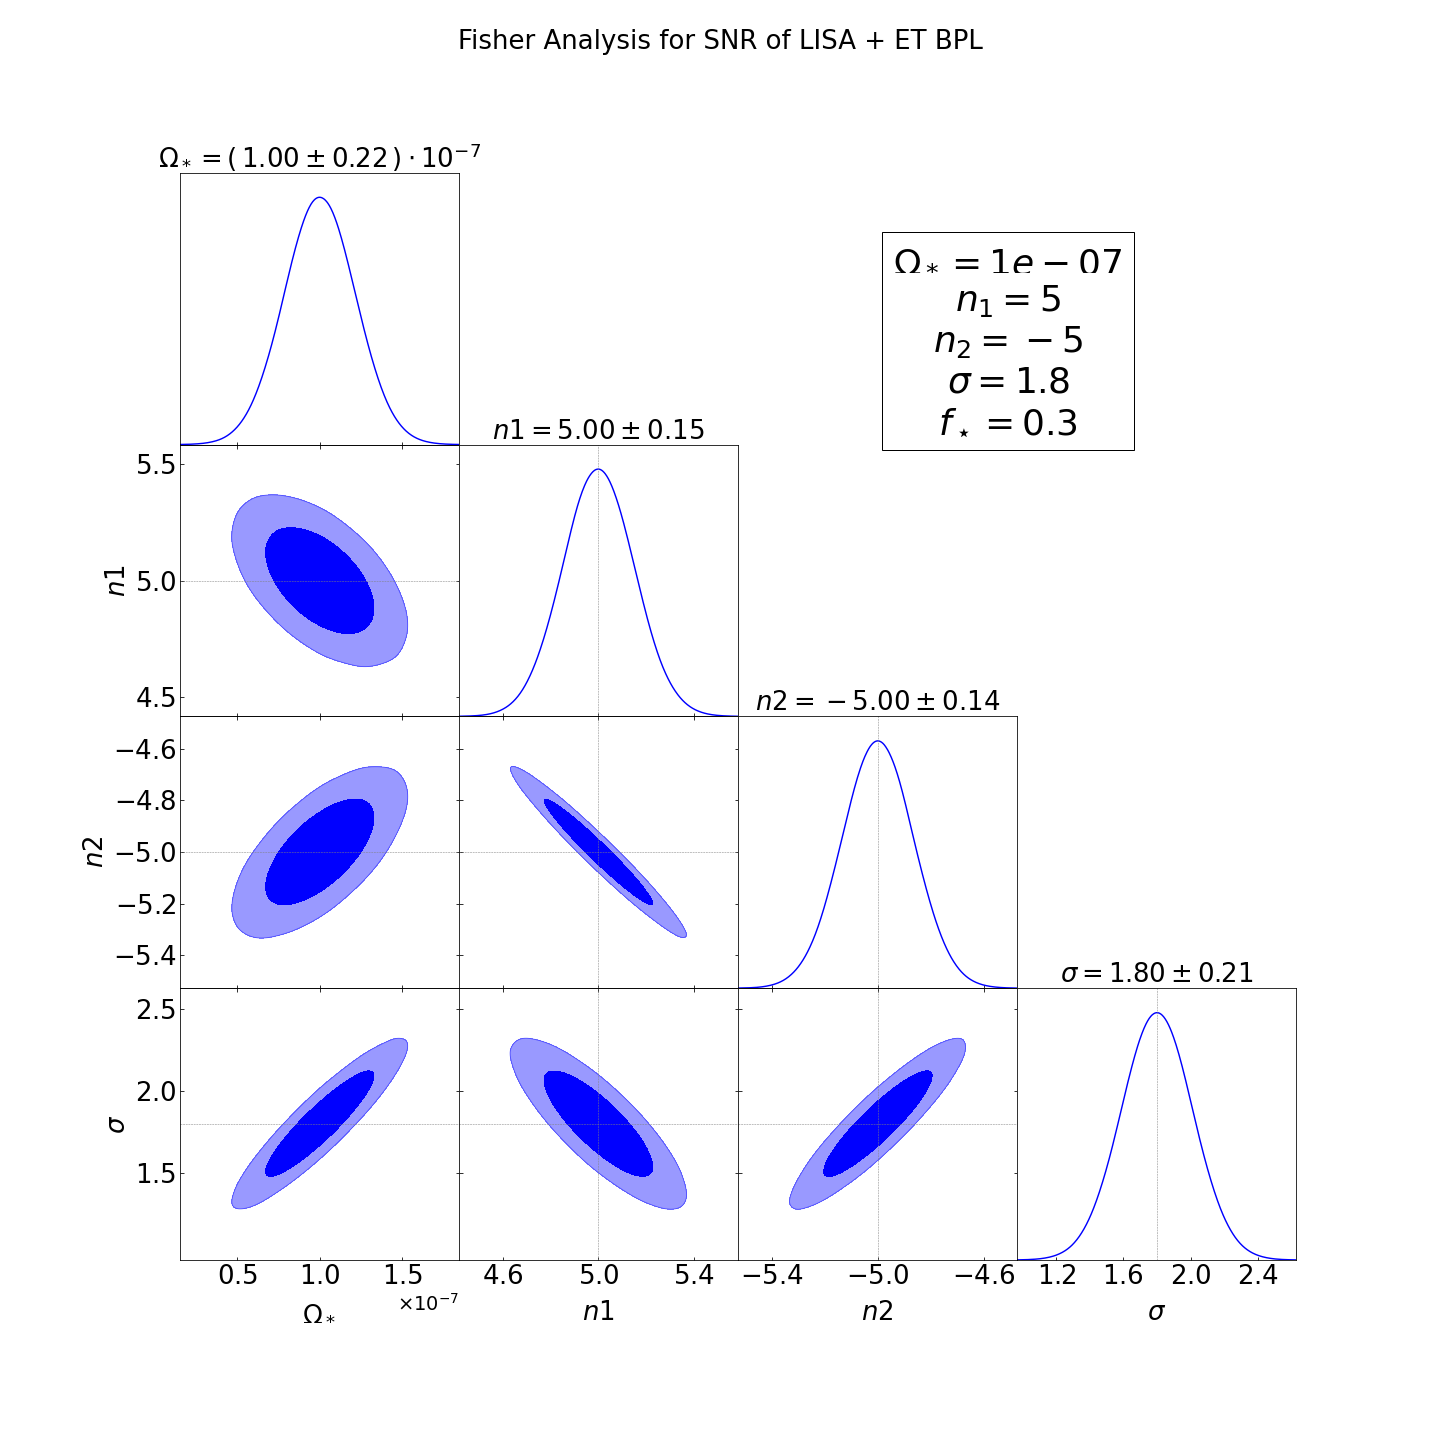 Fisher Analysis for SNR of LISA + ET BPL
Ω* = ( 1.00 ± 0.22 ) · 10⁻⁷
Ω* = 1e − 07
n₁ = 5
n₂ = − 5
σ = 1.8
f⋆ = 0.3
n1 = 5.00 ± 0.15
5.5
5.0
4.5
n1
n2 = −5.00 ± 0.14
−4.6
−4.8
−5.0
−5.2
−5.4
n2
σ = 1.80 ± 0.21
2.5
2.0
1.5
σ
0.5 1.0 1.5 4.6 5.0 5.4 −5.4 −5.0 −4.6 1.2 1.6 2.0 2.4
×10⁻⁷
Ω* n1 n2 σ